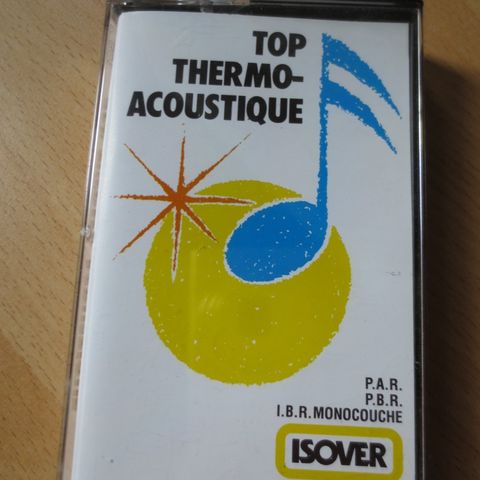 TOP
THERMO-
ACOUSTIQUE
P.A.R.
P.B.R.
I.B.R. MONOCOUCHE
ISOVER